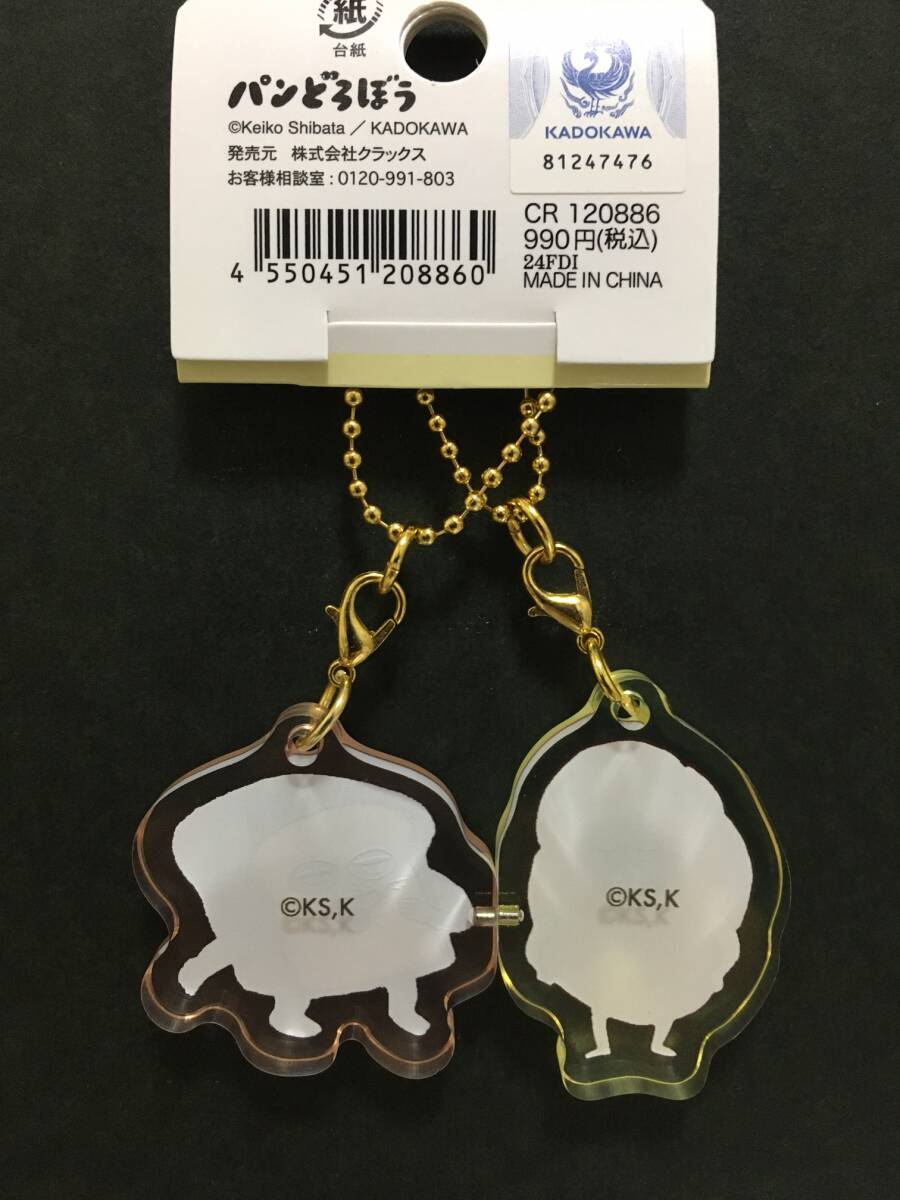 紙
台紙
パンどろぼう
©Keiko Shibata／KADOKAWA
発売元 株式会社クラックス
お客様相談室：0120-991-803
4 550451 208860
KADOKAWA
81247476
CR 120886
990円(税込)
24FDI
MADE IN CHINA
©KS,K
©KS,K